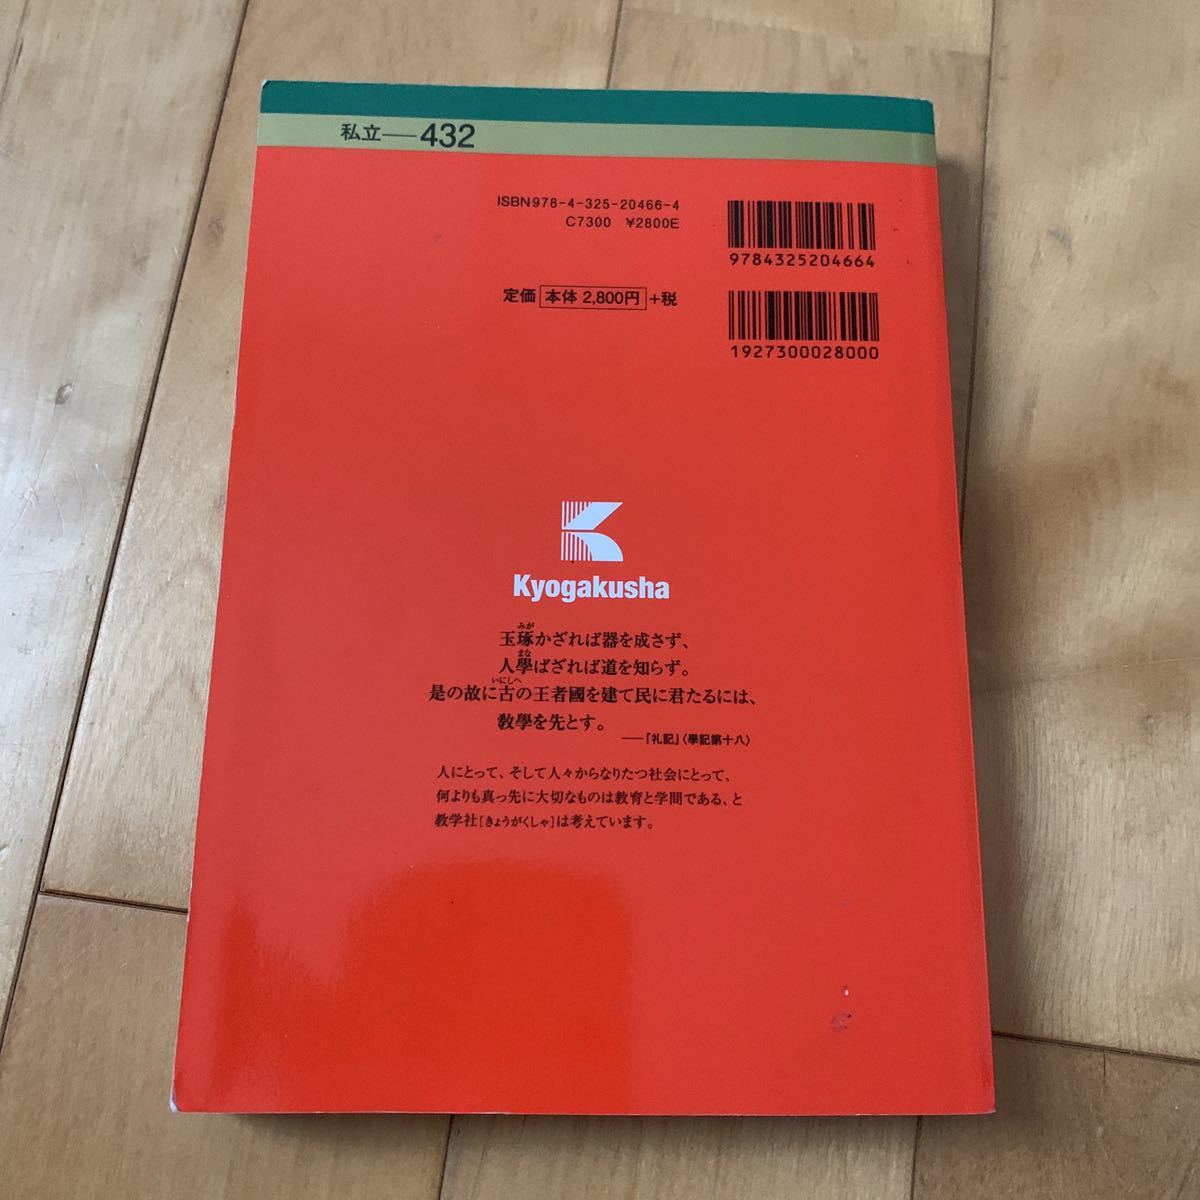 私立──432
ISBN978-4-325-20466-4
C7300 ¥2800E
9784325204664
定価 本体 2,800円 +税
1927300028000
Kyogakusha
玉琢かざれば器を成さず、
人學ばざれば道を知らず。
是の故に古の王者國を建て民に君たるには、
教學を先とす。
──『礼記』〈學記第十八〉
人にとって、そして人々からなりたつ社会にとって、
何よりも真っ先に大切なものは教育と学問である、と
教学社[きょうがくしゃ]は考えています。